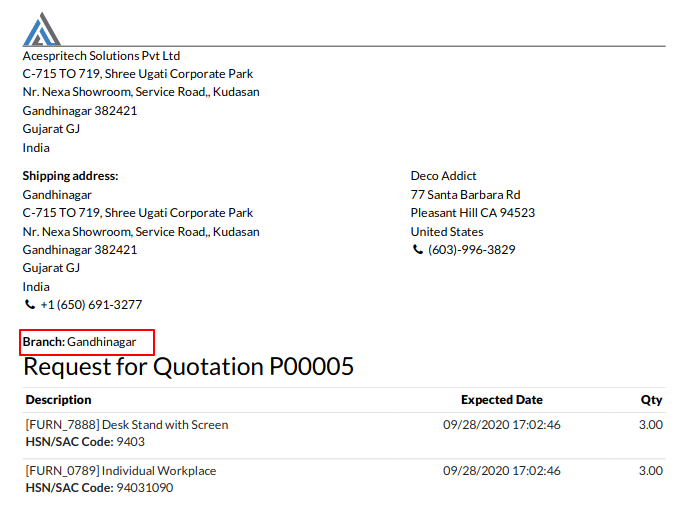 Acespritech Solutions Pvt Ltd
C-715 TO 719, Shree Ugati Corporate Park
Nr. Nexa Showroom, Service Road,, Kudasan
Gandhinagar 382421
Gujarat GJ
India
Shipping address:
Gandhinagar
C-715 TO 719, Shree Ugati Corporate Park
Nr. Nexa Showroom, Service Road,, Kudasan
Gandhinagar 382421
Gujarat GJ
India
+1 (650) 691-3277
Deco Addict
77 Santa Barbara Rd
Pleasant Hill CA 94523
United States
(603)-996-3829
Branch: Gandhinagar
Request for Quotation P00005
Description Expected Date Qty
[FURN_7888] Desk Stand with Screen 09/28/2020 17:02:46 3.00
HSN/SAC Code: 9403
[FURN_0789] Individual Workplace 09/28/2020 17:02:46 3.00
HSN/SAC Code: 94031090